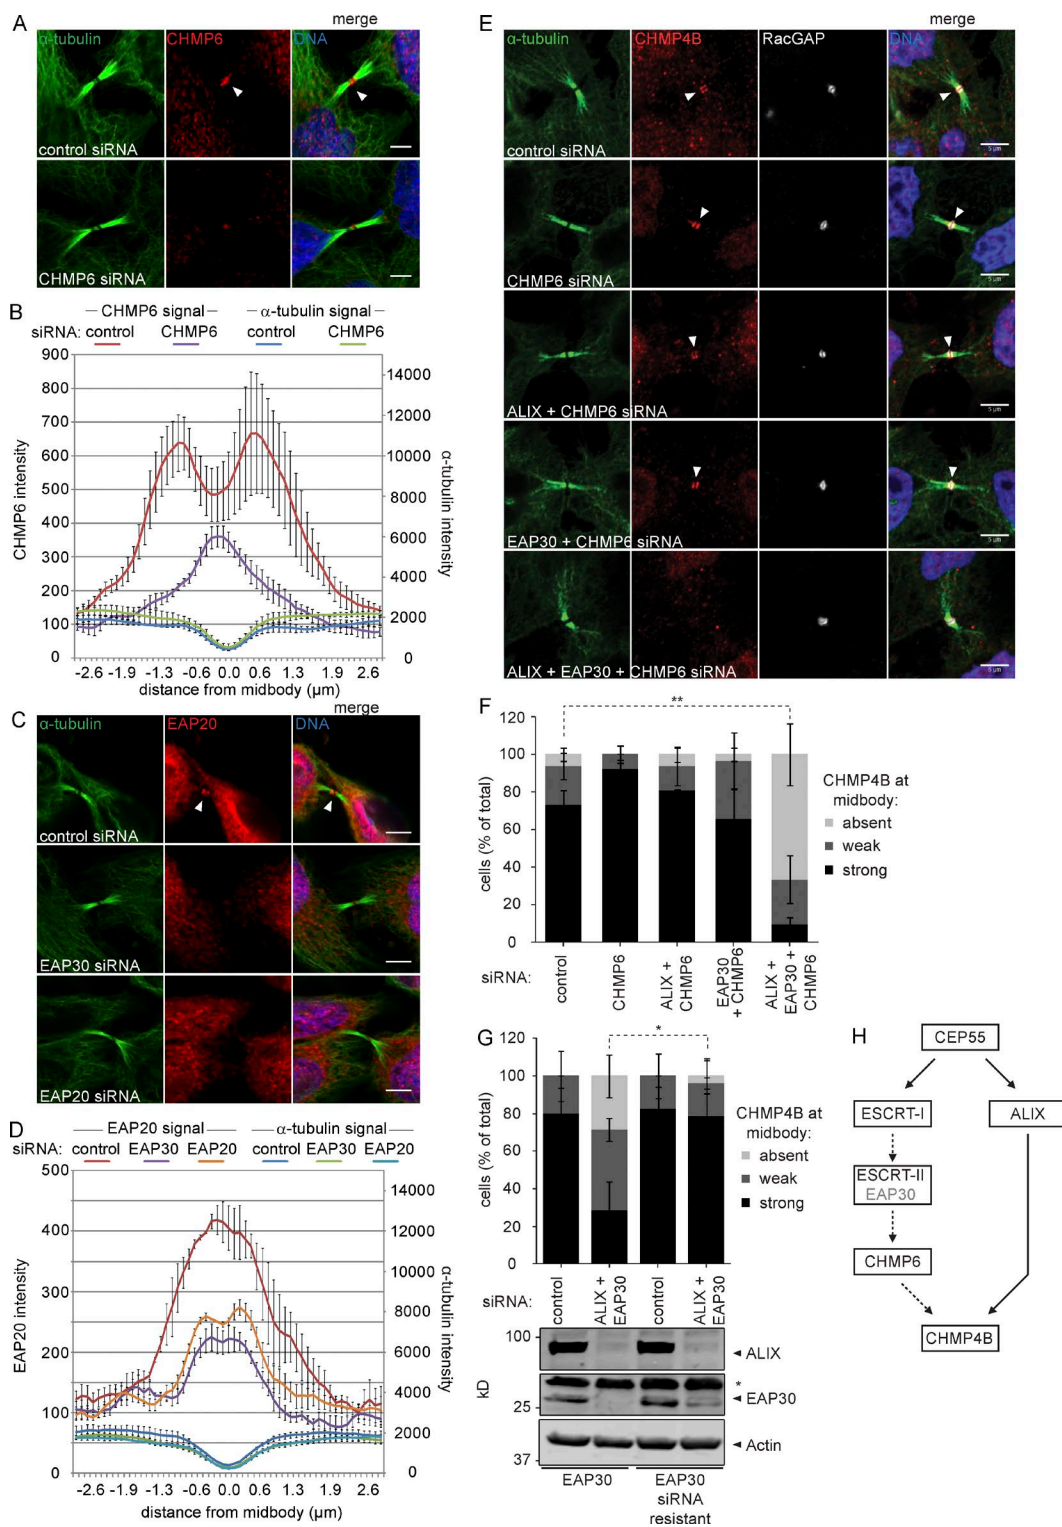 A
merge
α-tubulin CHMP6 DNA
control siRNA
CHMP6 siRNA
B
CHMP6 signal α-tubulin signal
siRNA: control CHMP6 control CHMP6
900
800
700
600
500
400
300
200
100
0
CHMP6 intensity
14000
12000
10000
8000
6000
4000
2000
0
α-tubulin intensity
-2.6 -1.9 -1.3 -0.6 0.0 0.6 1.3 1.9 2.6
distance from midbody (μm)
C
merge
α-tubulin EAP20 DNA
control siRNA
EAP30 siRNA
EAP20 siRNA
D
EAP20 signal α-tubulin signal
siRNA: control EAP30 EAP20 control EAP30 EAP20
500
400
300
200
100
0
EAP20 intensity
14000
12000
10000
8000
6000
4000
2000
0
α-tubulin intensity
-2.6 -1.9 -1.3 -0.6 0.0 0.6 1.3 1.9 2.6
distance from midbody (μm)
E
merge
α-tubulin CHMP4B RacGAP DNA
control siRNA
5 μm
CHMP6 siRNA
5 μm
ALIX + CHMP6 siRNA
5 μm
EAP30 + CHMP6 siRNA
5 μm
ALIX + EAP30 + CHMP6 siRNA
5 μm
F
**
120
100
80
60
40
20
0
cells (% of total)
CHMP4B at
midbody:
absent
weak
strong
siRNA:
control
CHMP6
ALIX +
CHMP6
EAP30
+ CHMP6
ALIX +
EAP30 +
CHMP6
G
*
120
100
80
60
40
20
0
cells (% of total)
CHMP4B at
midbody:
absent
weak
strong
siRNA:
control
ALIX +
EAP30
control
ALIX +
EAP30
100
ALIX
kD
*
25
EAP30
37
Actin
EAP30 EAP30
siRNA
resistant
H
CEP55
ESCRT-I ALIX
ESCRT-II
EAP30
CHMP6
CHMP4B